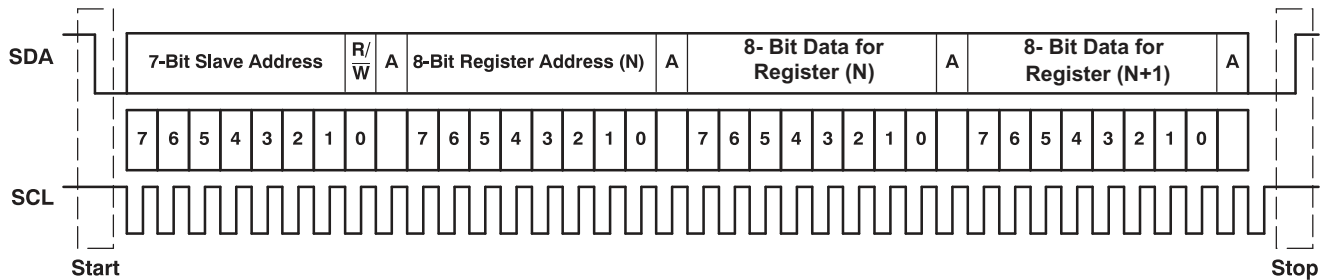 SDA
7-Bit Slave Address
R/
W
A
8-Bit Register Address (N)
A
8- Bit Data for
Register (N)
A
8- Bit Data for
Register (N+1)
A
7 6 5 4 3 2 1 0 7 6 5 4 3 2 1 0 7 6 5 4 3 2 1 0 7 6 5 4 3 2 1 0
SCL
Start
Stop